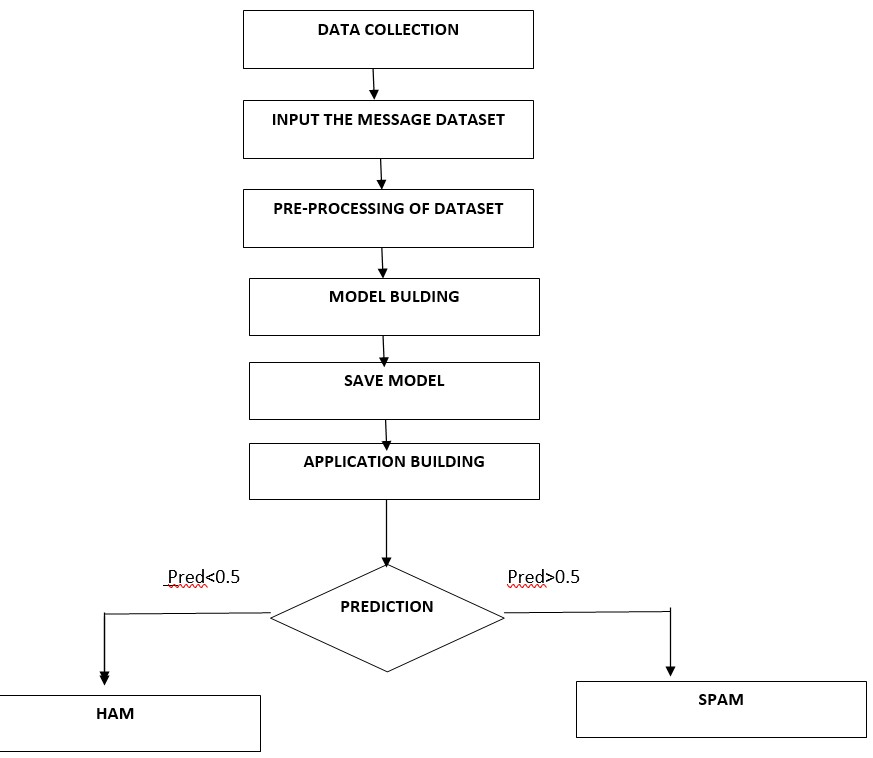 DATA COLLECTION
INPUT THE MESSAGE DATASET
PRE-PROCESSING OF DATASET
MODEL BULDING
SAVE MODEL
APPLICATION BUILDING
Pred<0.5
Pred>0.5
PREDICTION
HAM
SPAM